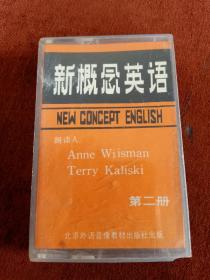 新概念英语
NEW CONCEPT ENGLISH
朗读人
Anne Wiisman
Terry Kaliski
第二册
北京外语音像教材出版社出版